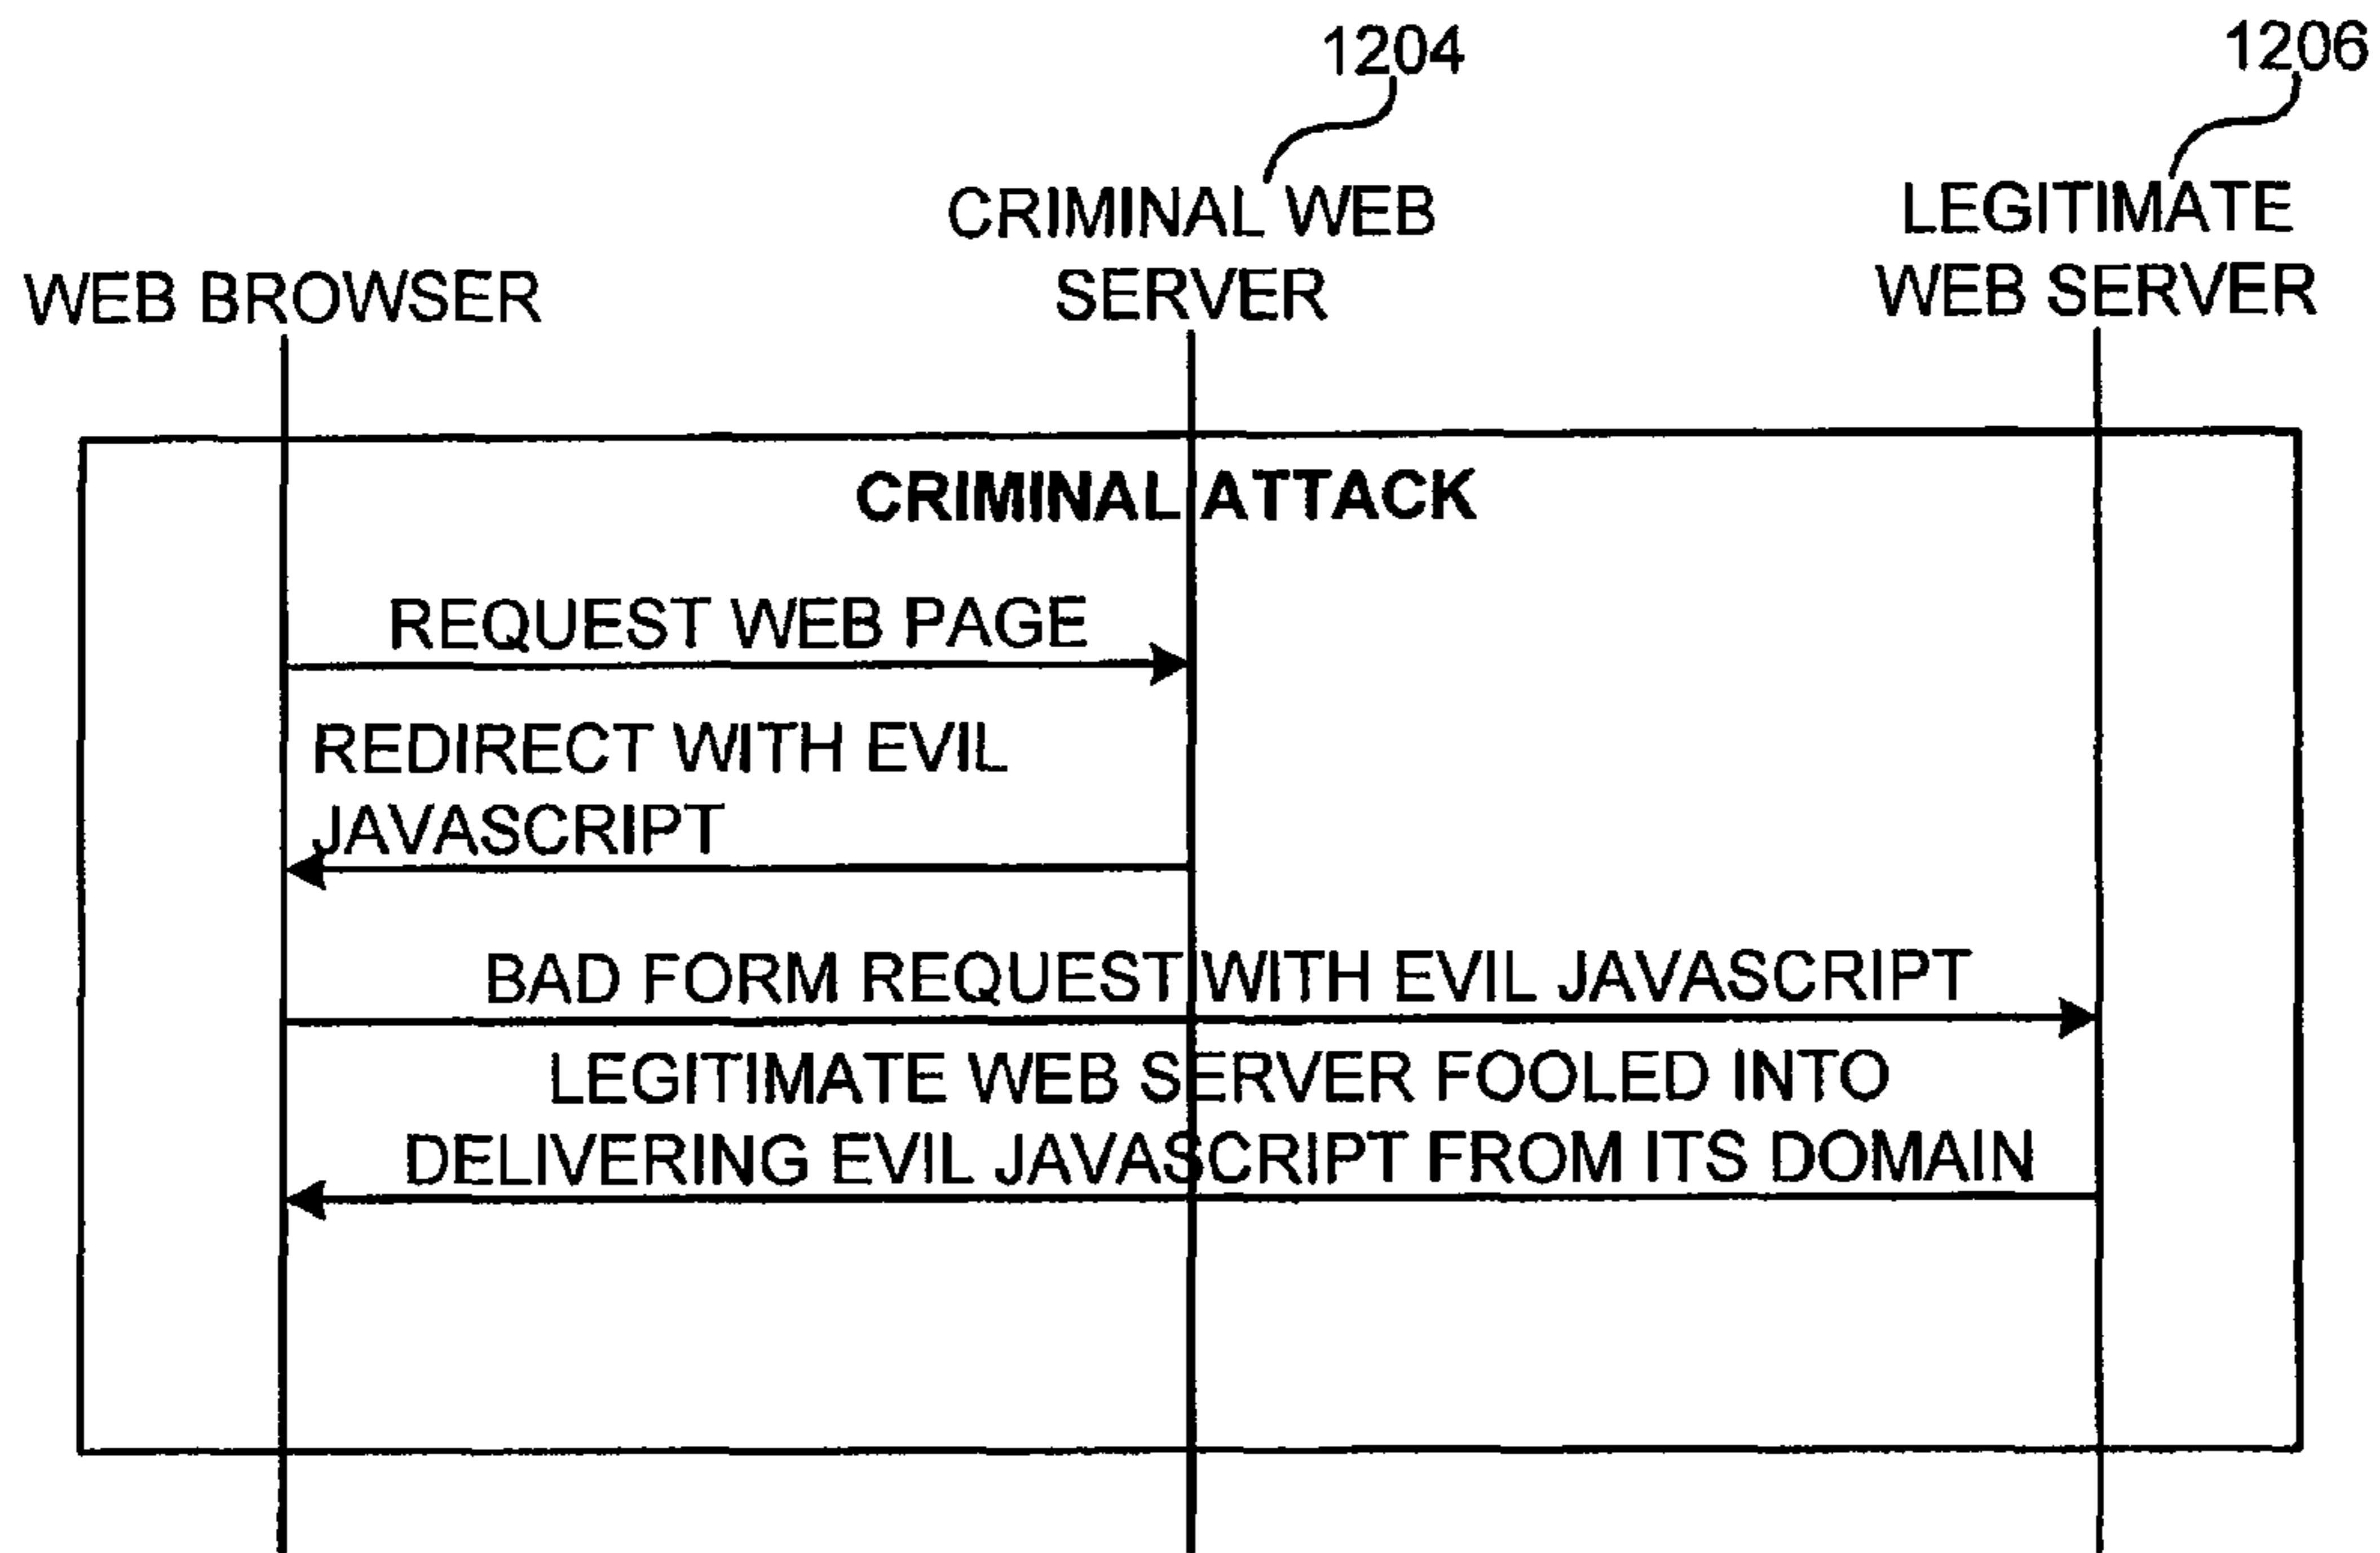 1204
1206
CRIMINAL WEB
SERVER
LEGITIMATE
WEB SERVER
WEB BROWSER
CRIMINAL ATTACK
REQUEST WEB PAGE
REDIRECT WITH EVIL
JAVASCRIPT
BAD FORM REQUEST WITH EVIL JAVASCRIPT
LEGITIMATE WEB SERVER FOOLED INTO
DELIVERING EVIL JAVASCRIPT FROM ITS DOMAIN